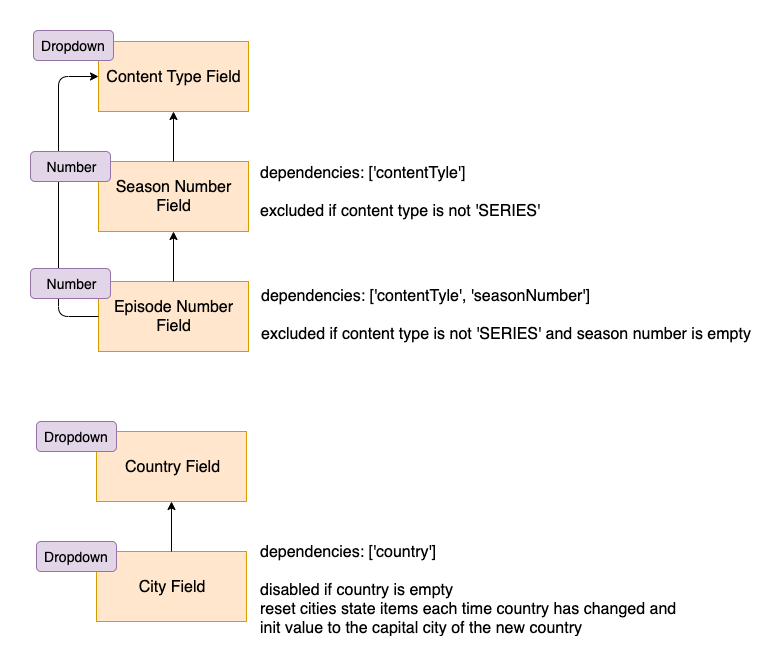 Dropdown
Content Type Field
Number
Season Number
Field
dependencies: ['contentTyle']
excluded if content type is not 'SERIES'
Number
Episode Number
Field
dependencies: ['contentTyle', 'seasonNumber']
excluded if content type is not 'SERIES' and season number is empty
Dropdown
Country Field
Dropdown
City Field
dependencies: ['country']
disabled if country is empty
reset cities state items each time country has changed and
init value to the capital city of the new country